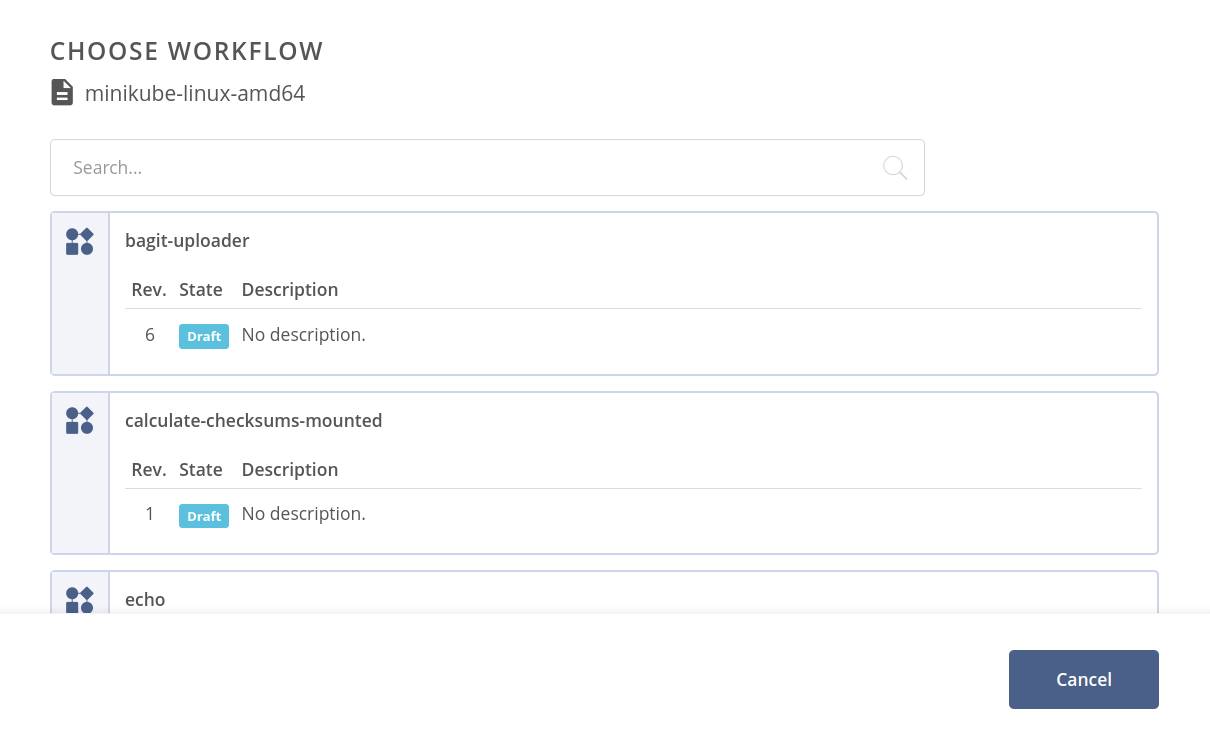 CHOOSE WORKFLOW
minikube-linux-amd64
Search...
bagit-uploader
Rev. State Description
6 Draft No description.
calculate-checksums-mounted
Rev. State Description
1 Draft No description.
echo
Cancel